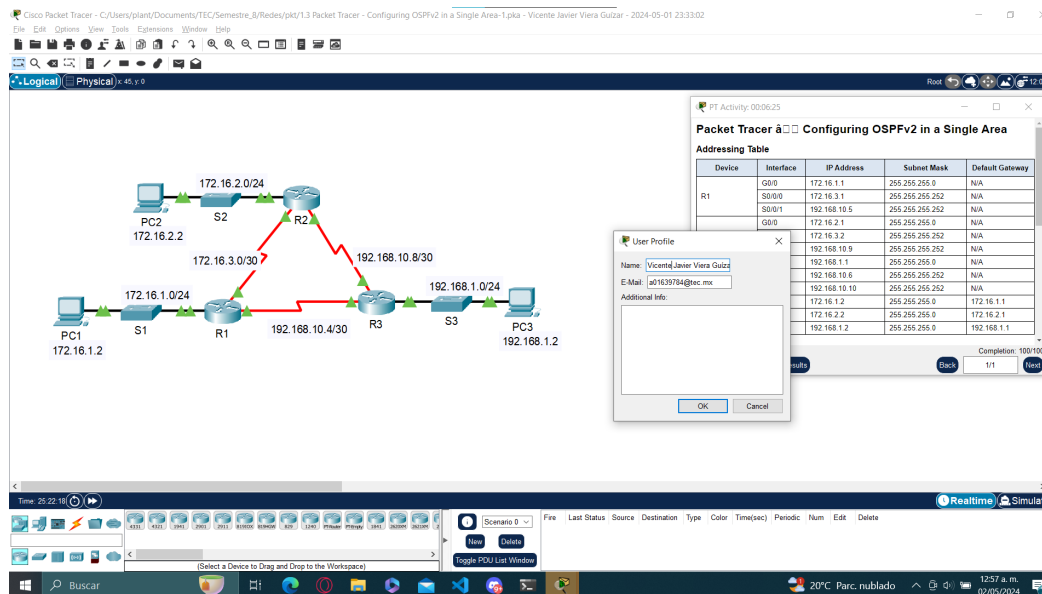 Cisco Packet Tracer - C:/Users/plant/Documents/TEC/Semestre_8/Redes/pkt/1.3 Packet Tracer - Configuring OSPFv2 in a Single Area-1.pka - Vicente Javier Viera Guízar - 2024-05-01 23:33:02
File Edit Options View Tools Extensions Window Help
Logical Physical x: 45, y: 0 Root 12:0
PT Activity: 00:06:25
Packet Tracer â Configuring OSPFv2 in a Single Area
Addressing Table
Device Interface IP Address Subnet Mask Default Gateway
R1 G0/0 172.16.1.1 255.255.255.0 N/A
S0/0/0 172.16.3.1 255.255.255.252 N/A
S0/0/1 192.168.10.5 255.255.255.252 N/A
G0/0 172.16.2.1 255.255.255.0 N/A
172.16.3.2 255.255.255.252 N/A
192.168.10.9 255.255.255.252 N/A
192.168.1.1 255.255.255.0 N/A
192.168.10.6 255.255.255.252 N/A
192.168.10.10 255.255.255.252 N/A
172.16.1.2 255.255.255.0 172.16.1.1
172.16.2.2 255.255.255.0 172.16.2.1
192.168.1.2 255.255.255.0 192.168.1.1
Completion: 100/100
sults Back 1/1 Next
User Profile
Name: Vicente Javier Viera Guíza
E-Mail: a01639784@tec.mx
Additional Info:
OK Cancel
172.16.2.0/24
S2
R2
PC2
172.16.2.2
172.16.3.0/30
192.168.10.8/30
172.16.1.0/24
192.168.1.0/24
S1
R1
R3
S3
PC1
172.16.1.2
192.168.10.4/30
PC3
192.168.1.2
Time: 25:22:18 Realtime Simulat
4331 4321 1941 2901 2911 819IOX 819HGW 829 1240 PTRouter PTEmpty 1841 2620XM 2621XM 2
(Select a Device to Drag and Drop to the Workspace)
Scenario 0
New Delete
Toggle PDU List Window
Fire Last Status Source Destination Type Color Time(sec) Periodic Num Edit Delete
Buscar
20°C Parc. nublado
12:57 a. m.
02/05/2024